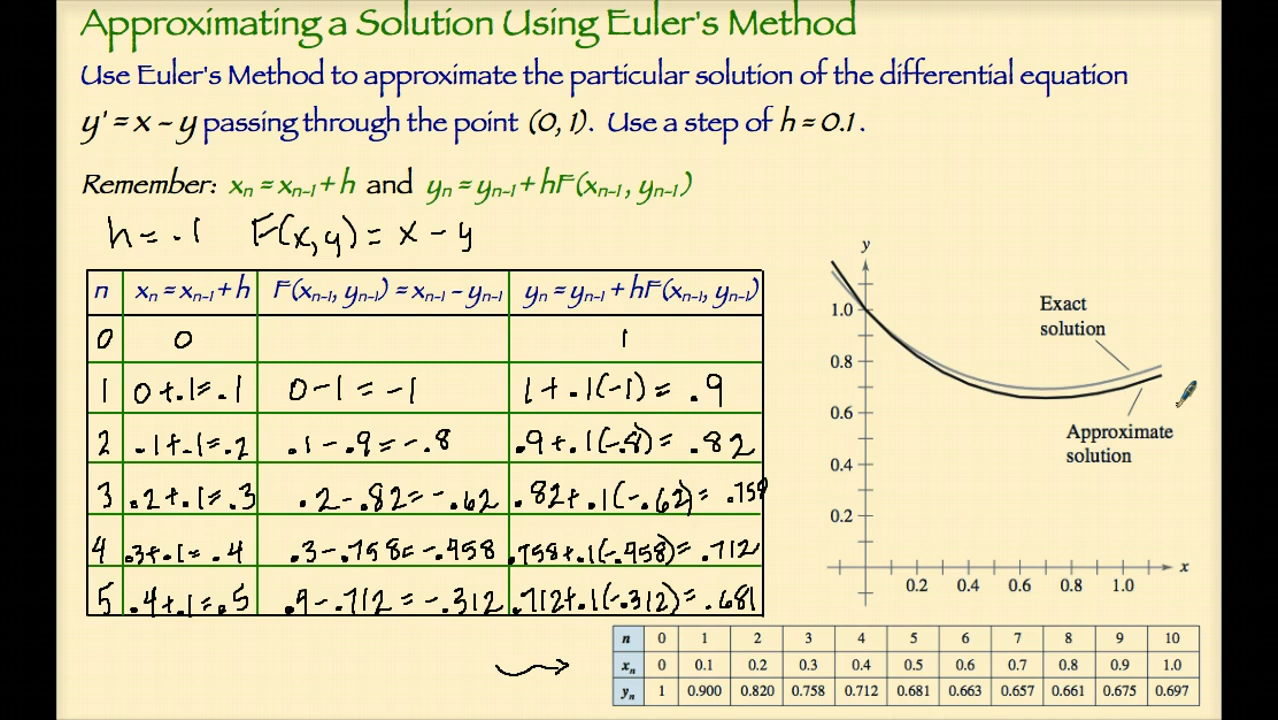 Approximating a Solution Using Euler's Method
Use Euler's Method to approximate the particular solution of the differential equation
y' = x - y passing through the point (0, 1). Use a step of h = 0.1.
Remember: xₙ = xₙ₋₁ + h and yₙ = yₙ₋₁ + hF(xₙ₋₁, yₙ₋₁)
h = .1 F(x,y) = x - y
n xₙ = xₙ₋₁ + h F(xₙ₋₁, yₙ₋₁) = xₙ₋₁ - yₙ₋₁ yₙ = yₙ₋₁ + hF(xₙ₋₁, yₙ₋₁)
0 0 1
1 0+.1=.1 0-1=-1 1+.1(-1)=.9
2 .1+.1=.2 .1-.9=-.8 .9+.1(-.8)=.82
3 .2+.1=.3 .2-.82=-.62 .82+.1(-.62)=.758
4 .3+.1=.4 .3-.758=-.458 .758+.1(-.458)=.712
5 .4+.1=.5 .4-.712=-.312 .712+.1(-.312)=.681
y
1.0
0.8
0.6
0.4
0.2
Exact
solution
Approximate
solution
0.2 0.4 0.6 0.8 1.0 x
n 0 1 2 3 4 5 6 7 8 9 10
xₙ 0 0.1 0.2 0.3 0.4 0.5 0.6 0.7 0.8 0.9 1.0
yₙ 1 0.900 0.820 0.758 0.712 0.681 0.663 0.657 0.661 0.675 0.697